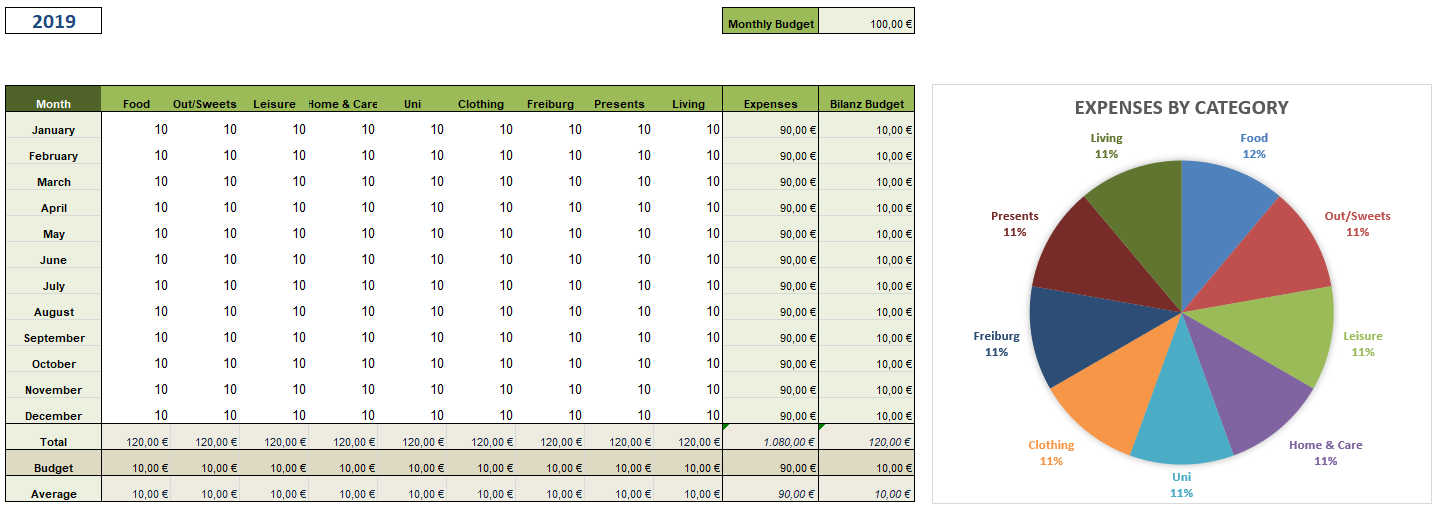 2019
Monthly Budget 100,00 €
Month Food Out/Sweets Leisure Home & Care Uni Clothing Freiburg Presents Living Expenses Bilanz Budget
January 10 10 10 10 10 10 10 10 10 90,00 € 10,00 €
February 10 10 10 10 10 10 10 10 10 90,00 € 10,00 €
March 10 10 10 10 10 10 10 10 10 90,00 € 10,00 €
April 10 10 10 10 10 10 10 10 10 90,00 € 10,00 €
May 10 10 10 10 10 10 10 10 10 90,00 € 10,00 €
June 10 10 10 10 10 10 10 10 10 90,00 € 10,00 €
July 10 10 10 10 10 10 10 10 10 90,00 € 10,00 €
August 10 10 10 10 10 10 10 10 10 90,00 € 10,00 €
September 10 10 10 10 10 10 10 10 10 90,00 € 10,00 €
October 10 10 10 10 10 10 10 10 10 90,00 € 10,00 €
November 10 10 10 10 10 10 10 10 10 90,00 € 10,00 €
December 10 10 10 10 10 10 10 10 10 90,00 € 10,00 €
Total 120,00 € 120,00 € 120,00 € 120,00 € 120,00 € 120,00 € 120,00 € 120,00 € 120,00 € 1.080,00 € 120,00 €
Budget 10,00 € 10,00 € 10,00 € 10,00 € 10,00 € 10,00 € 10,00 € 10,00 € 10,00 € 90,00 € 10,00 €
Average 10,00 € 10,00 € 10,00 € 10,00 € 10,00 € 10,00 € 10,00 € 10,00 € 10,00 € 90,00 € 10,00 €
EXPENSES BY CATEGORY
Food
12%
Out/Sweets
11%
Leisure
11%
Home & Care
11%
Uni
11%
Clothing
11%
Freiburg
11%
Presents
11%
Living
11%